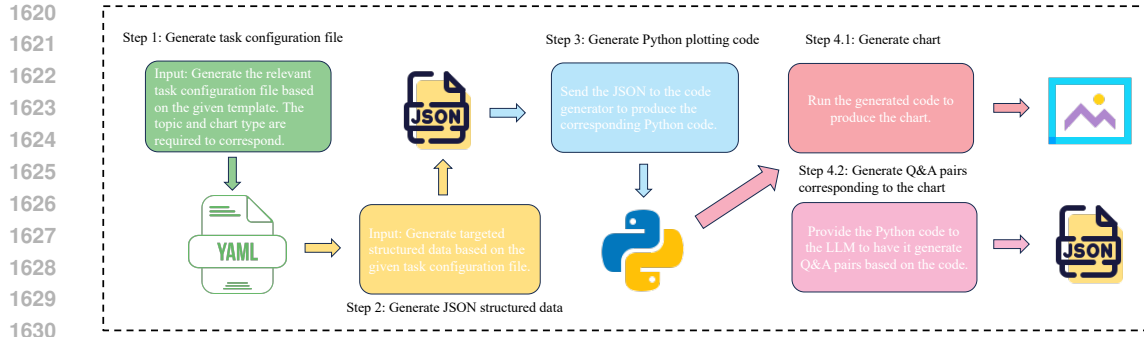 1620
1621
1622
1623
1624
1625
1626
1627
1628
1629
1630
Step 1: Generate task configuration file
Input: Generate the relevant
task configuration file based
on the given template. The
topic and chart type are
required to correspond.
YAML
JSON
Input: Generate targeted
structured data based on the
given task configuration file.
Step 2: Generate JSON structured data
Step 3: Generate Python plotting code
Send the JSON to the code
generator to produce the
corresponding Python code.
Step 4.1: Generate chart
Run the generated code to
produce the chart.
Step 4.2: Generate Q&A pairs
corresponding to the chart
Provide the Python code to
the LLM to have it generate
Q&A pairs based on the code.
JSON